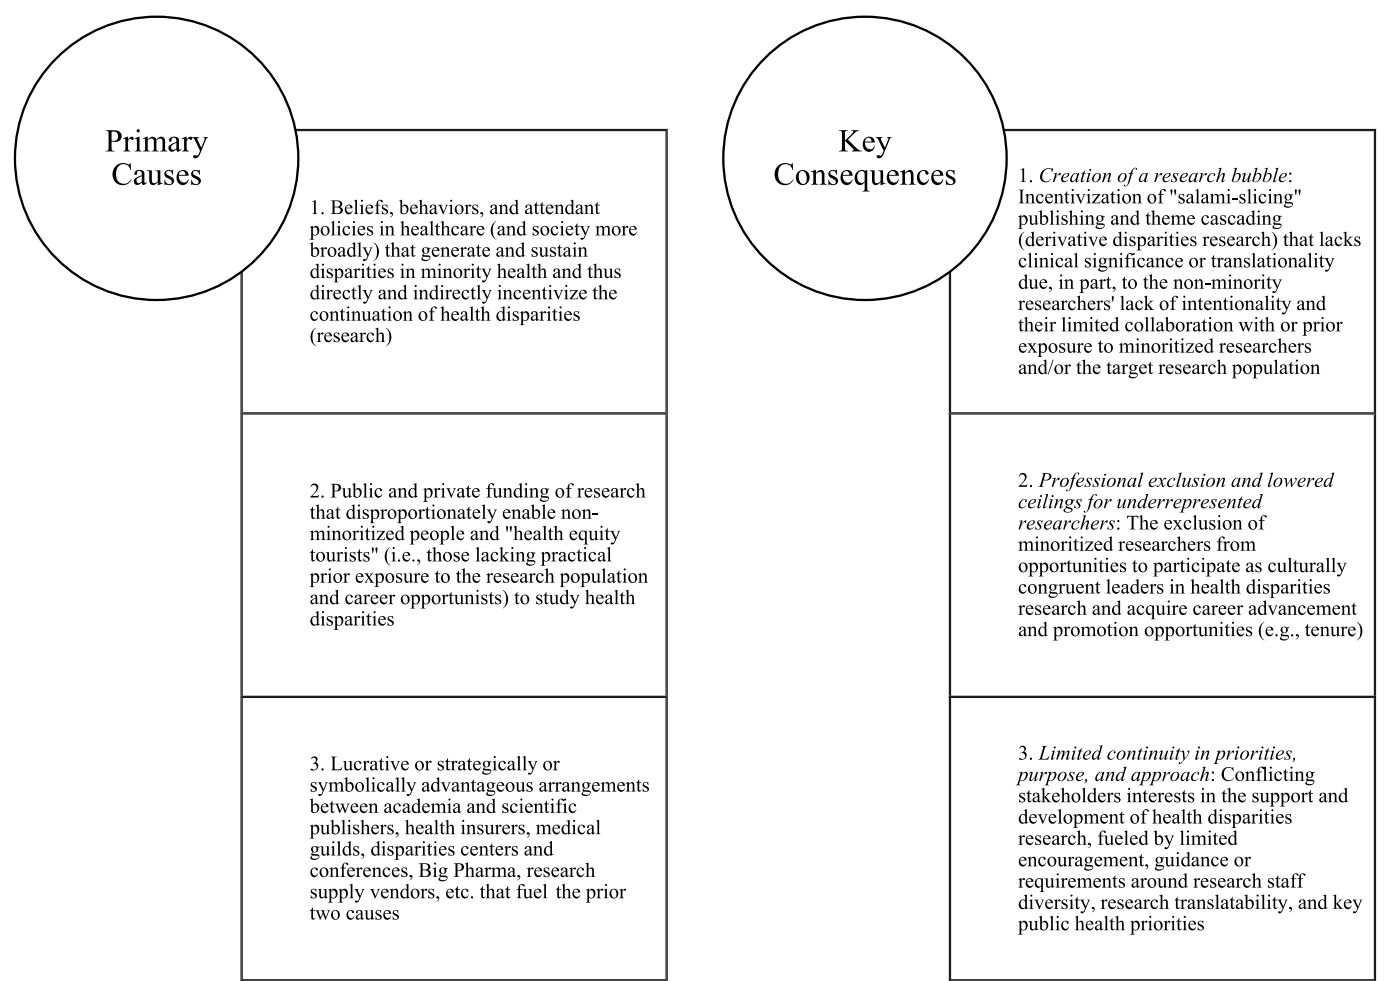 Primary
Causes
1. Beliefs, behaviors, and attendant
policies in healthcare (and society more
broadly) that generate and sustain
disparities in minority health and thus
directly and indirectly incentivize the
continuation of health disparities
(research)
2. Public and private funding of research
that disproportionately enable non-
minoritized people and "health equity
tourists" (i.e., those lacking practical
prior exposure to the research population
and career opportunists) to study health
disparities
3. Lucrative or strategically or
symbolically advantageous arrangements
between academia and scientific
publishers, health insurers, medical
guilds, disparities centers and
conferences, Big Pharma, research
supply vendors, etc. that fuel the prior
two causes
Key
Consequences
1. Creation of a research bubble:
Incentivization of "salami-slicing"
publishing and theme cascading
(derivative disparities research) that lacks
clinical significance or translationality
due, in part, to the non-minority
researchers' lack of intentionality and
their limited collaboration with or prior
exposure to minoritized researchers
and/or the target research population
2. Professional exclusion and lowered
ceilings for underrepresented
researchers: The exclusion of
minoritized researchers from
opportunities to participate as culturally
congruent leaders in health disparities
research and acquire career advancement
and promotion opportunities (e.g., tenure)
3. Limited continuity in priorities,
purpose, and approach: Conflicting
stakeholders interests in the support and
development of health disparities
research, fueled by limited
encouragement, guidance or
requirements around research staff
diversity, research translatability, and key
public health priorities